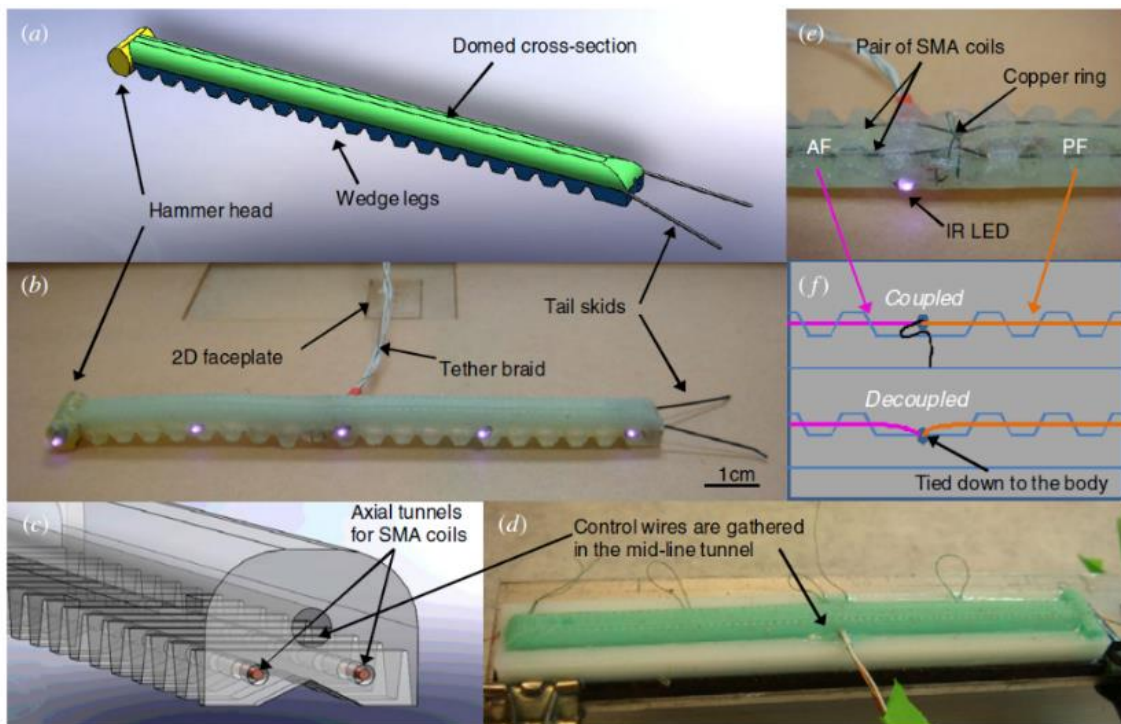 (a)
Domed cross-section
Wedge legs
Hammer head
(b)
2D faceplate
Tether braid
Tail skids
1cm
(c)
Axial tunnels
for SMA coils
(d)
Control wires are gathered
in the mid-line tunnel
(e)
Pair of SMA coils
Copper ring
AF
PF
IR LED
(f)
Coupled
Decoupled
Tied down to the body